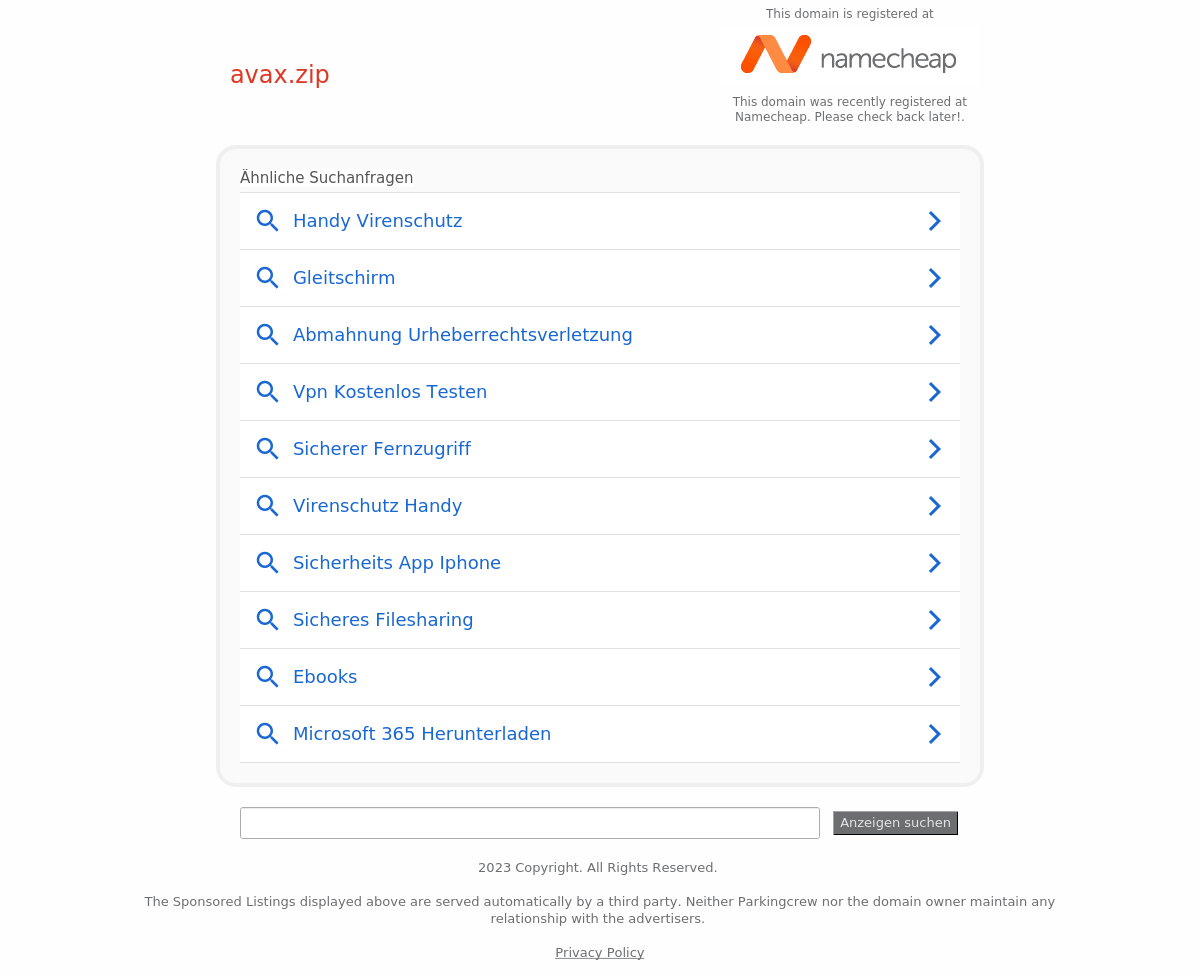 This domain is registered at
namecheap
avax.zip
This domain was recently registered at
Namecheap. Please check back later!.
Ähnliche Suchanfragen
Handy Virenschutz
Gleitschirm
Abmahnung Urheberrechtsverletzung
Vpn Kostenlos Testen
Sicherer Fernzugriff
Virenschutz Handy
Sicherheits App Iphone
Sicheres Filesharing
Ebooks
Microsoft 365 Herunterladen
Anzeigen suchen
2023 Copyright. All Rights Reserved.
The Sponsored Listings displayed above are served automatically by a third party. Neither Parkingcrew nor the domain owner maintain any
relationship with the advertisers.
Privacy Policy